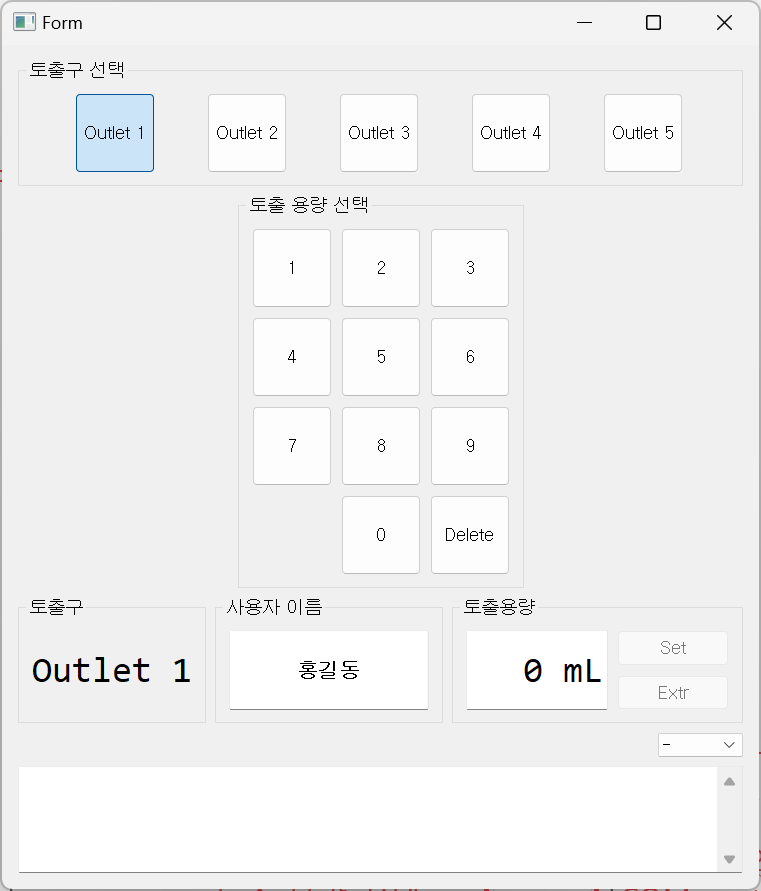 Form
토출구 선택
Outlet 1
Outlet 2
Outlet 3
Outlet 4
Outlet 5
토출 용량 선택
1
2
3
4
5
6
7
8
9
0
Delete
토출구
사용자 이름
토출용량
Outlet 1
홍길동
0 mL
Set
Extr
-